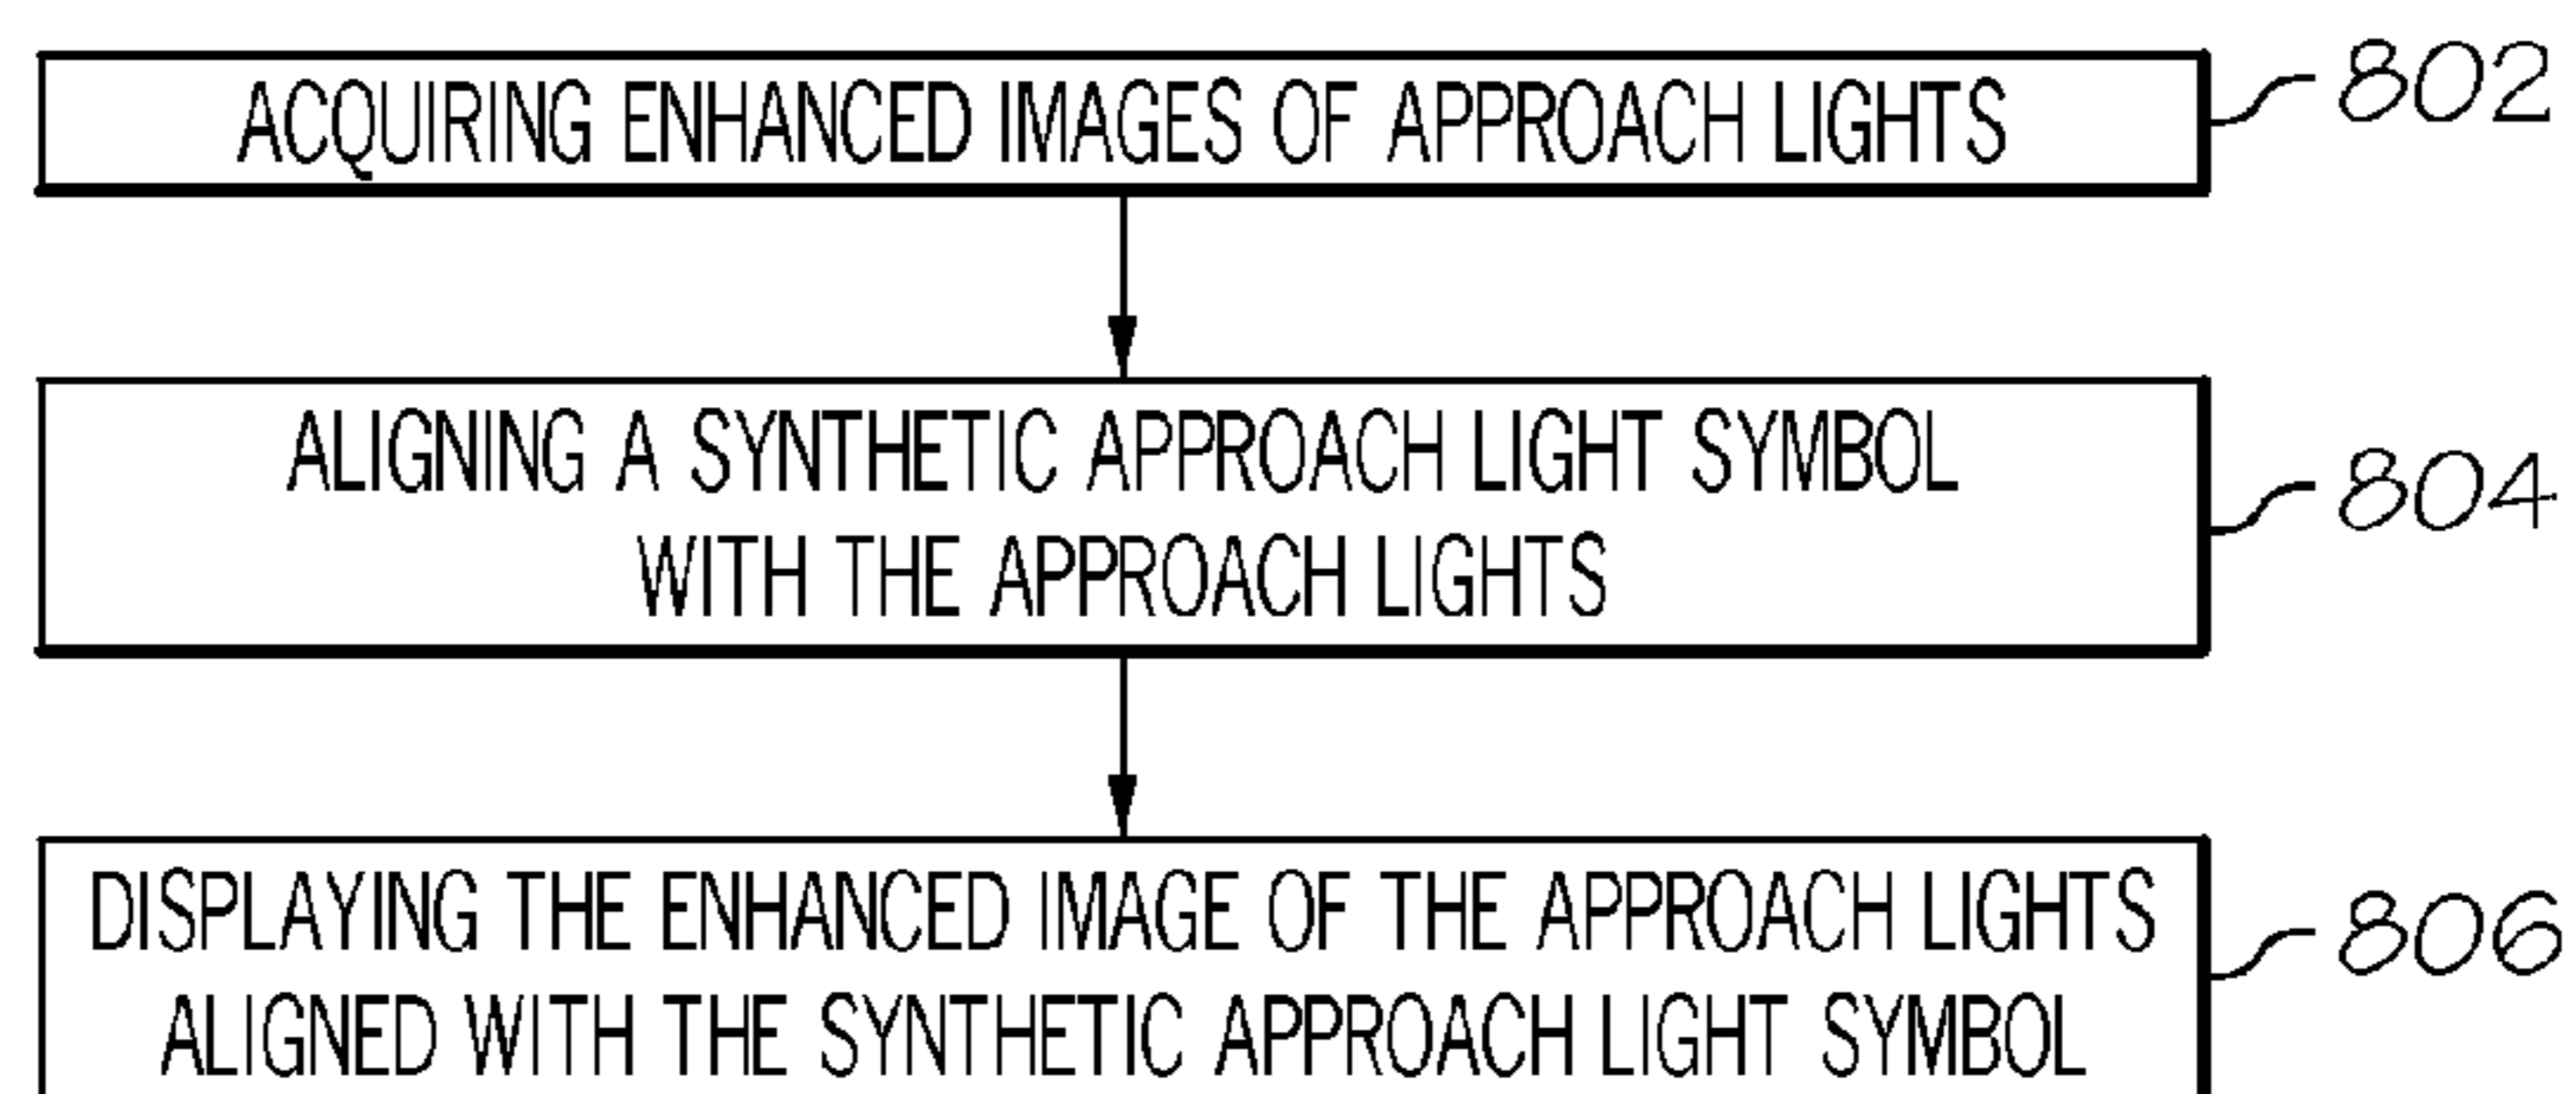 ACQUIRING ENHANCED IMAGES OF APPROACH LIGHTS
802
ALIGNING A SYNTHETIC APPROACH LIGHT SYMBOL
WITH THE APPROACH LIGHTS
804
DISPLAYING THE ENHANCED IMAGE OF THE APPROACH LIGHTS
ALIGNED WITH THE SYNTHETIC APPROACH LIGHT SYMBOL
806